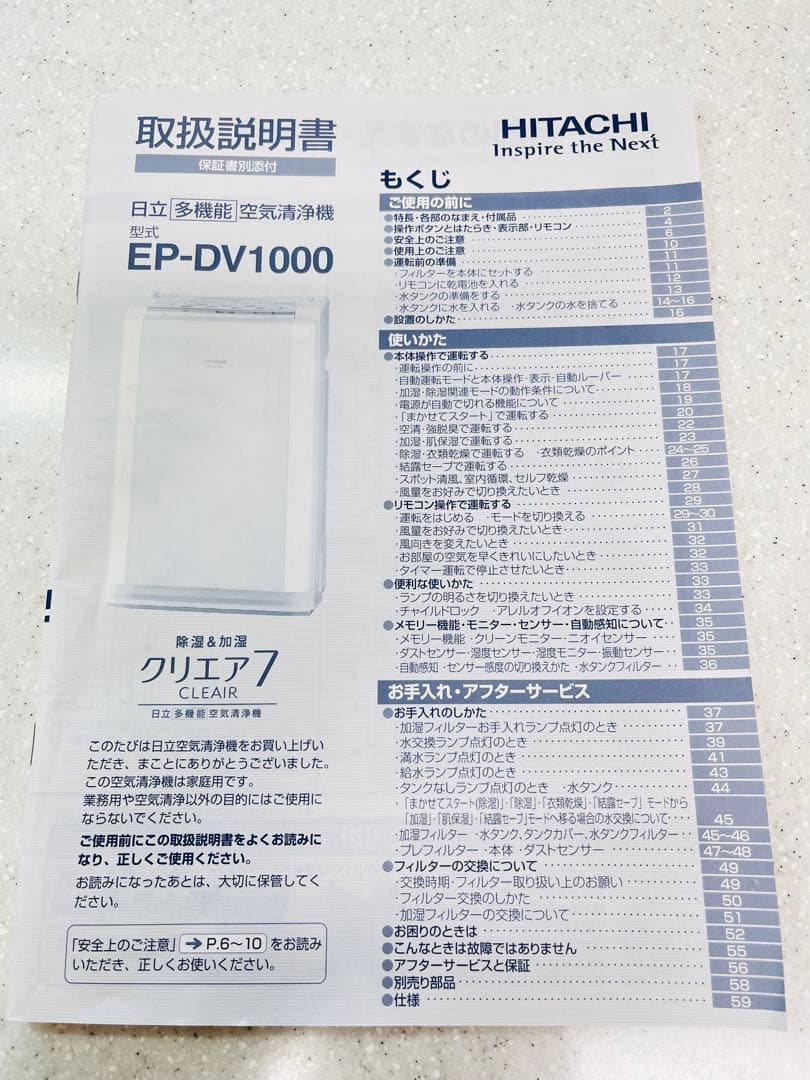 取扱説明書
保証書別添付
日立 多機能 空気清浄機
型式
EP-DV1000
HITACHI
除湿&加湿
クリエア7
CLEAIR
日立 多機能 空気清浄機
このたびは日立空気清浄機をお買い上げい
ただき、まことにありがとうございました。
この空気清浄機は家庭用です。
業務用や空気清浄以外の目的にはご使用に
ならないでください。
ご使用前にこの取扱説明書をよくお読みに
なり、正しくご使用ください。
お読みになったあとは、大切に保管してく
ださい。
「安全上のご注意」 → P.6〜10 をお読み
いただき、正しくお使いください。
HITACHI
Inspire the Next
もくじ
ご使用の前に
●特長・各部のなまえ・付属品 2
●操作ボタンとはたらき・表示部・リモコン 4
●安全上のご注意 6
●使用上のご注意 10
●運転前の準備 11
・フィルターを本体にセットする 11
・リモコンに乾電池を入れる 12
・水タンクの準備をする 13
・水タンクに水を入れる ・水タンクの水を捨てる 14〜16
●設置のしかた 16
使いかた
●本体操作で運転する 17
・運転操作の前に 17
・自動運転モードと本体操作・表示・自動ルーバー 17
・加湿・除湿関連モードの動作条件について 18
・電源が自動で切れる機能について 19
・「まかせてスタート」で運転する 20
・空清・強脱臭で運転する 22
・加湿・肌保湿で運転する 23
・除湿・衣類乾燥で運転する ・衣類乾燥のポイント 24〜25
・結露セーブで運転する 26
・スポット清風、室内循環、セルフ乾燥 27
・風量をお好みで切り換えたいとき 28
●リモコン操作で運転する 29
・運転をはじめる ・モードを切り換える 29〜30
・風量をお好みで切り換えたいとき 31
・風向きを変えたいとき 32
・お部屋の空気を早くきれいにしたいとき 32
・タイマー運転で停止させたいとき 33
●便利な使いかた 33
・ランプの明るさを切り換えたいとき 33
・チャイルドロック ・アレルオフイオンを設定する 34
●メモリー機能・モニター・センサー・自動感知について 35
・メモリー機能 ・クリーンモニター・ニオイセンサー 35
・ダストセンサー・湿度センサー・湿度モニター・振動センサー 35
・自動感知・センサー感度の切り換えかた・水タンクフィルター 36
お手入れ・アフターサービス
●お手入れのしかた 37
・加湿フィルターお手入れランプ点灯のとき 37
・水交換ランプ点灯のとき 39
・満水ランプ点灯のとき 41
・給水ランプ点灯のとき 43
・タンクなしランプ点灯のとき ・水タンク 44
・「まかせてスタート(除湿)」・「除湿」・「衣類乾燥」・「結露セーブ」モードから
「加湿」・「肌保湿」・「結露セーブ」モードへ移る場合の水交換について 45
・加湿フィルター ・水タンク、タンクカバー、水タンクフィルター 45〜46
・プレフィルター ・本体・ダストセンサー 47〜48
●フィルターの交換について 49
・交換時期・フィルター取り扱い上のお願い 49
・フィルター交換のしかた 50
・加湿フィルターの交換について 51
●お困りのときは 52
●こんなときは故障ではありません 55
●アフターサービスと保証 56
●別売り部品 58
●仕様 59